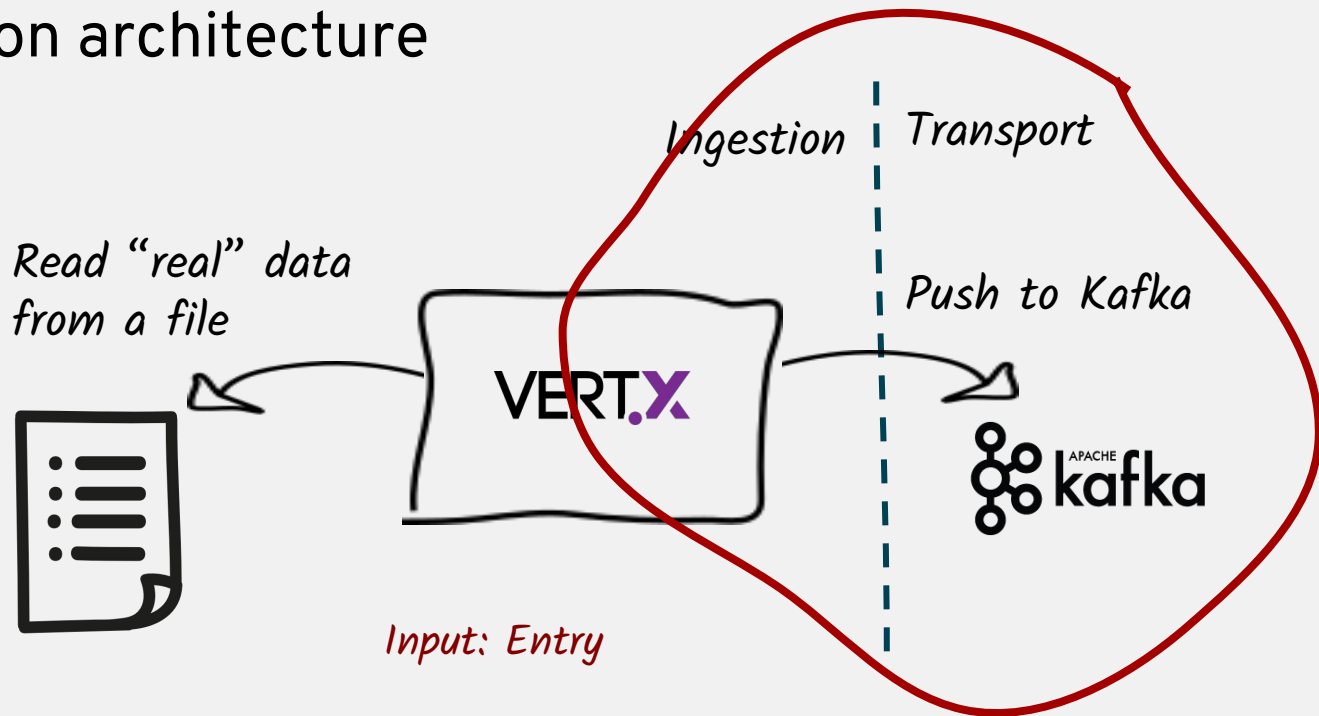 on architecture
Ingestion
Transport
Read “real” data
from a file
Push to Kafka
VERT.X
APACHE
kafka
Input: Entry